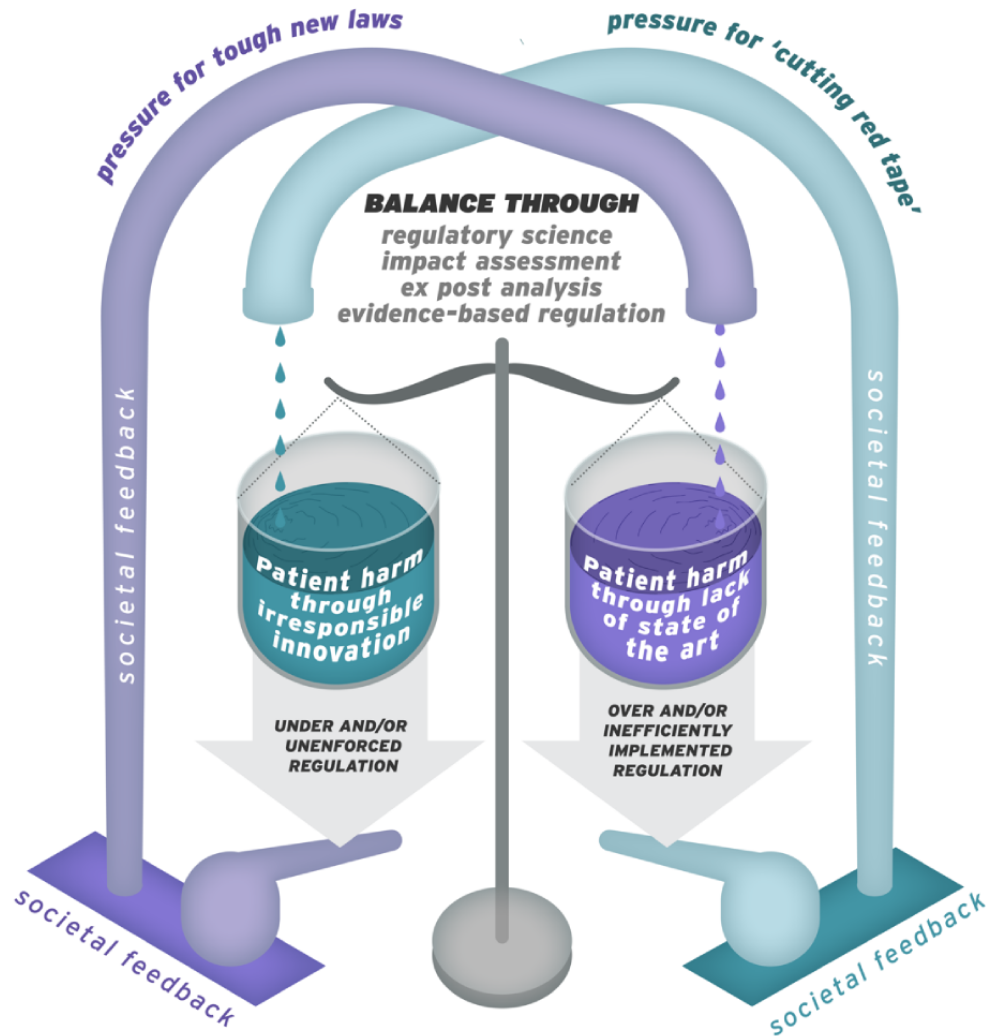 pressure for tough new laws
pressure for ‘cutting red tape’
BALANCE THROUGH
regulatory science
impact assessment
ex post analysis
evidence-based regulation
societal feedback
societal feedback
Patient harm
through
irresponsible
innovation
Patient harm
through lack
of state of
the art
UNDER AND/OR
UNENFORCED
REGULATION
OVER AND/OR
INEFFICIENTLY
IMPLEMENTED
REGULATION
societal feedback
societal feedback